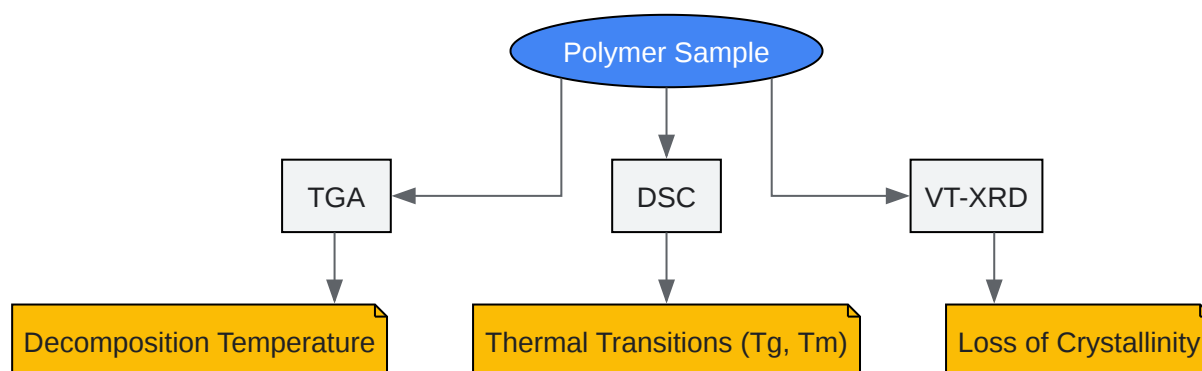 Polymer Sample
TGA
DSC
VT-XRD
Decomposition Temperature
Thermal Transitions (Tg, Tm)
Loss of Crystallinity